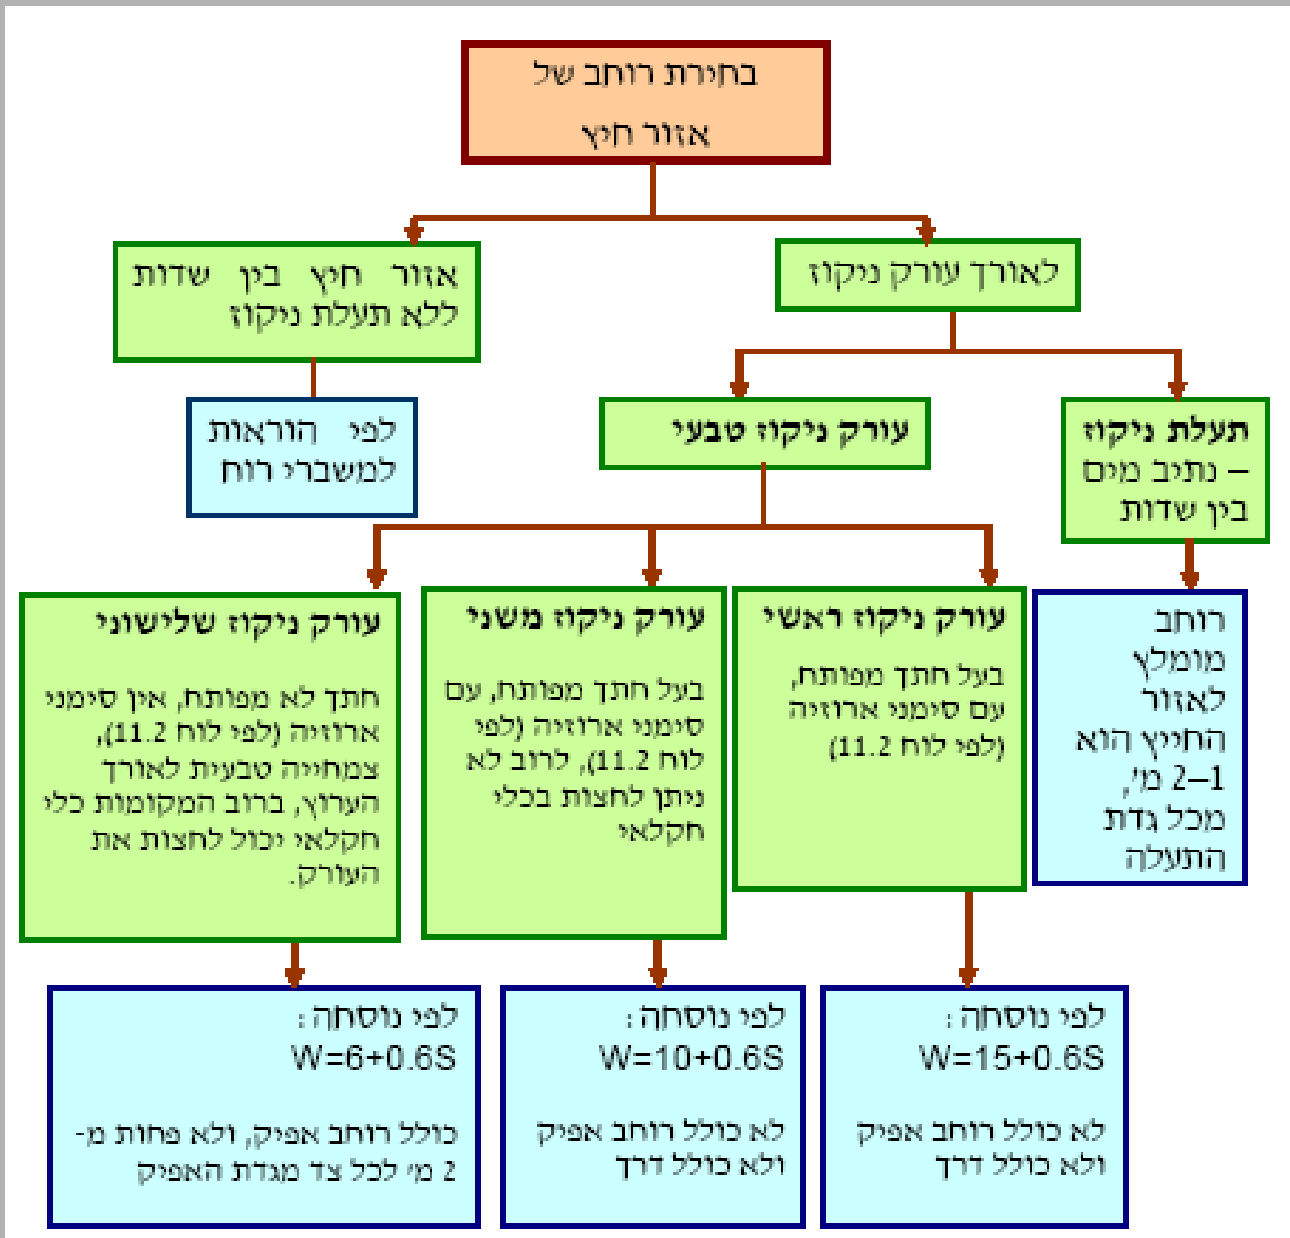 בחירת רוחב של
אזור חיץ
לאורך עורק ניקוז
אזור חיץ בין שדות
ללא תעלת ניקוז
תעלת ניקוז
– נתיב מים
בין שדות
עורק ניקוז טבעי
לפי הוראות
למשברי רוח
רוחב
מומלץ
לאזור
החייץ הוא
1–2 מ',
מכל גדת
התעלה
עורק ניקוז ראשי
בעל חתך מפותח,
עם סימני ארוזיה
(לפי לוח 11.2)
עורק ניקוז משני
בעל חתך מפותח, עם
סימני ארוזיה (לפי
לוח 11.2), לרוב לא
ניתן לחצות בכלי
חקלאי
עורק ניקוז שלישוני
חתך לא מפותח, אין סימני
ארוזיה (לפי לוח 11.2),
צמחייה טבעית לאורך
הערוץ, ברוב המקומות כלי
חקלאי יכול לחצות את
העורק.
לפי נוסחה:
W=15+0.6S
לא כולל רוחב אפיק
ולא כולל דרך
לפי נוסחה:
W=10+0.6S
לא כולל רוחב אפיק
ולא כולל דרך
לפי נוסחה:
W=6+0.6S
כולל רוחב אפיק, ולא פחות מ-
2 מ' לכל צד מגדת האפיק